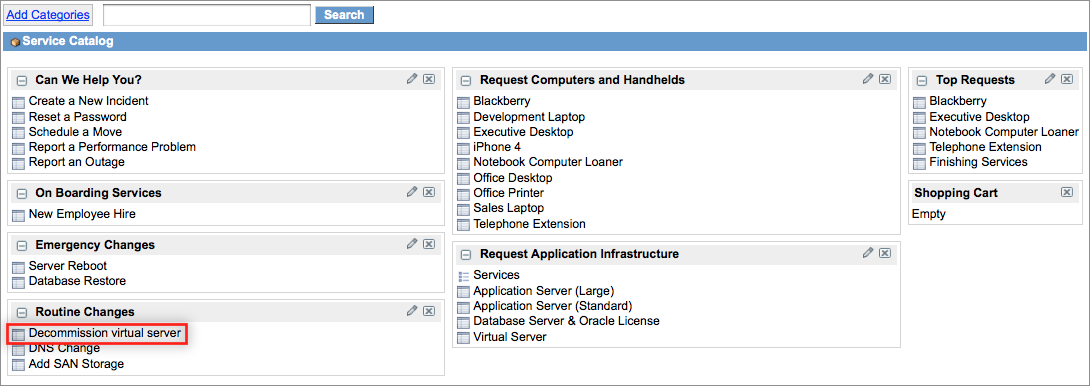 Add Categories
Search
Service Catalog
Can We Help You?
Create a New Incident
Reset a Password
Schedule a Move
Report a Performance Problem
Report an Outage
On Boarding Services
New Employee Hire
Emergency Changes
Server Reboot
Database Restore
Routine Changes
Decommission virtual server
DNS Change
Add SAN Storage
Request Computers and Handhelds
Blackberry
Development Laptop
Executive Desktop
iPhone 4
Notebook Computer Loaner
Office Desktop
Office Printer
Sales Laptop
Telephone Extension
Request Application Infrastructure
Services
Application Server (Large)
Application Server (Standard)
Database Server & Oracle License
Virtual Server
Top Requests
Blackberry
Executive Desktop
Notebook Computer Loaner
Telephone Extension
Finishing Services
Shopping Cart
Empty